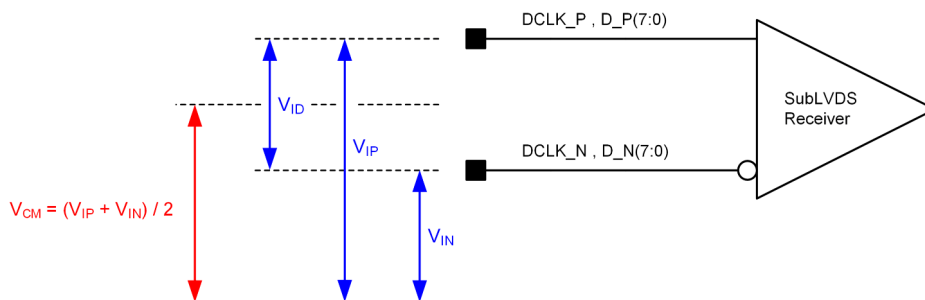 DCLK_P , D_P(7:0)
SubLVDS
Receiver
VID
VIP
DCLK_N , D_N(7:0)
VCM = (VIP + VIN) / 2
VIN